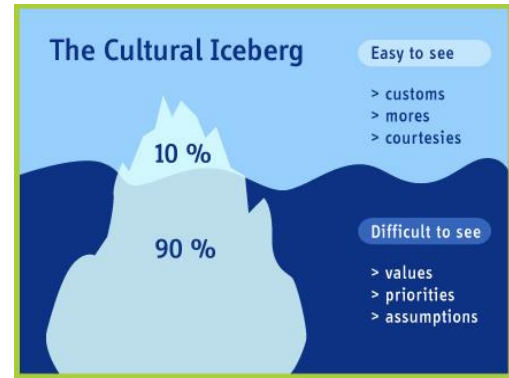 The Cultural Iceberg
10 %
90 %
Easy to see
> customs
> mores
> courtesies
Difficult to see
> values
> priorities
> assumptions